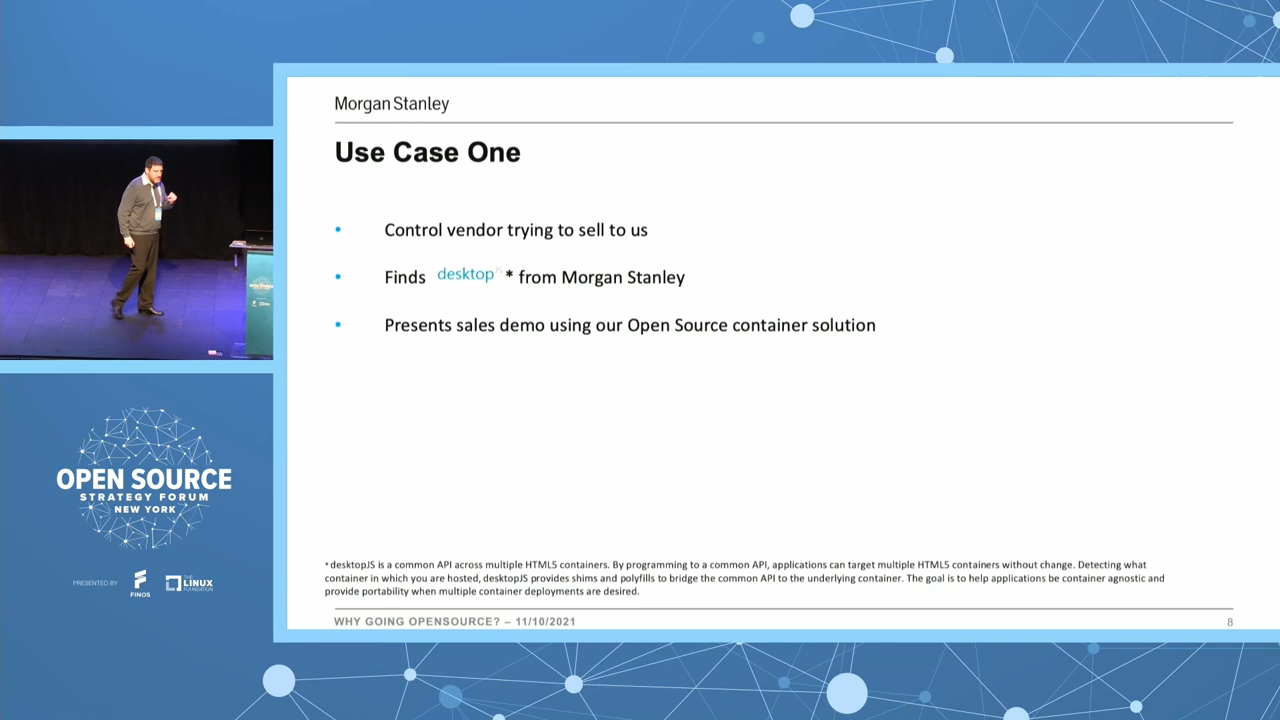 Morgan Stanley
Use Case One
• Control vendor trying to sell to us
• Finds desktopJS * from Morgan Stanley
• Presents sales demo using our Open Source container solution
* desktopJS is a common API across multiple HTML5 containers. By programming to a common API, applications can target multiple HTML5 containers without change. Detecting what
container in which you are hosted, desktopJS provides shims and polyfills to bridge the common API to the underlying container. The goal is to help applications be container agnostic and
provide portability when multiple container deployments are desired.
WHY GOING OPENSOURCE? – 11/10/2021
8
OPEN SOURCE
STRATEGY FORUM
NEW YORK
PRESENTED BY
FINOS
THE
LINUX
FOUNDATION